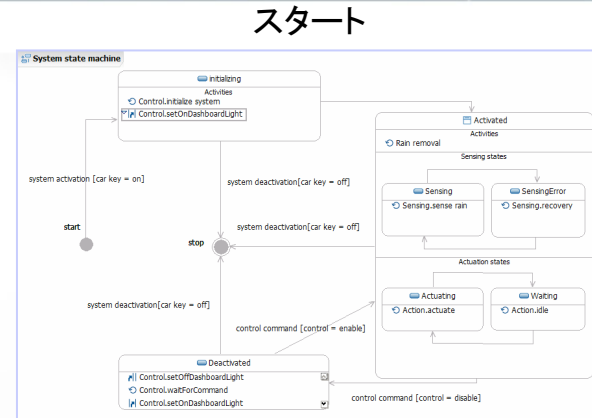 スタート
System state machine
initializing
Activities
Control.initialize system
Control.setOnDashboardLight
Activated
Activities
Rain removal
Sensing states
system activation [car key = on]
system deactivation[car key = off]
Sensing
SensingError
Sensing.sense rain
Sensing.recovery
start
system deactivation[car key = off]
stop
Actuation states
Actuating
Waiting
Action.actuate
Action.idle
system deactivation[car key = off]
control command [control = enable]
Deactivated
Control.setOffDashboardLight
Control.waitForCommand
Control.setOnDashboardLight
control command [control = disable]